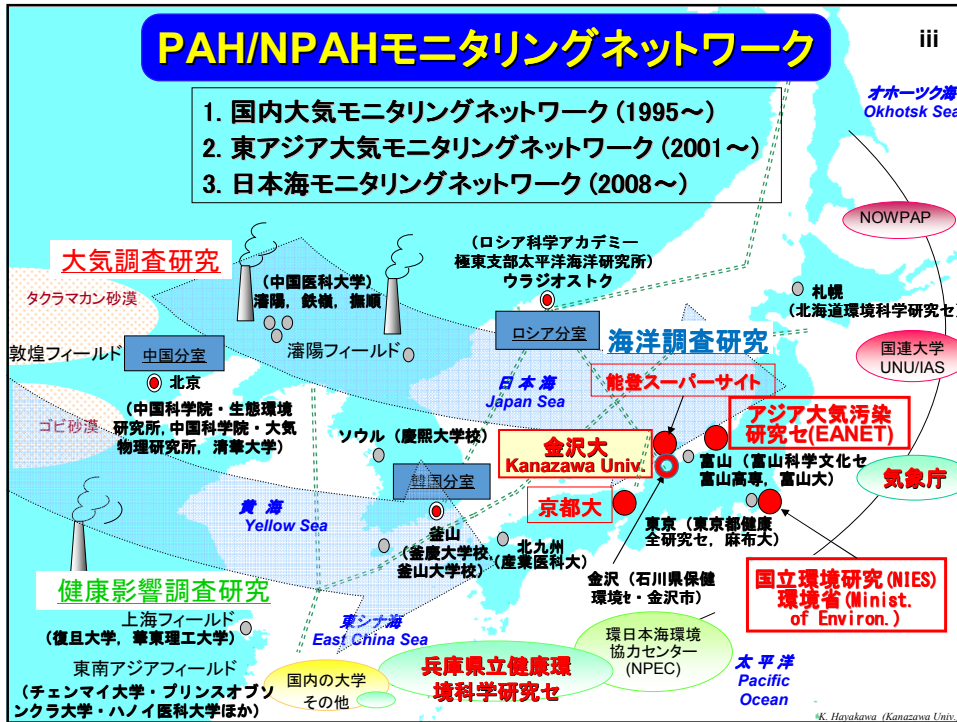 PAH/NPAHモニタリングネットワーク
iii
1. 国内大気モニタリングネットワーク (1995～)
2. 東アジア大気モニタリングネットワーク (2001～)
3. 日本海モニタリングネットワーク (2008～)
オホーツク海
Okhotsk Sea
NOWPAP
大気調査研究
(ロシア科学アカデミー
極東支部太平洋海洋研究所)
ウラジオストク
(中国医科大学)
瀋陽，鉄嶺，撫順
タクラマカン砂漠
札幌
(北海道環境科学研究セ)
ロシア分室
海洋調査研究
敦煌フィールド
中国分室
瀋陽フィールド
国連大学
UNU/IAS
北京
日本海
Japan Sea
能登スーパーサイト
ゴビ砂漠
(中国科学院・生態環境
研究所,中国科学院・大気
物理研究所，清華大学)
ソウル (慶熙大学校)
金沢大
Kanazawa Univ.
アジア大気汚染
研究セ(EANET)
富山 (富山科学文化セ
富山高専，富山大)
気象庁
韓国分室
黄海
Yellow Sea
京都大
釜山
(釜慶大学校,
釜山大学校)
北九州
(産業医科大)
東京 (東京都健康
全研究セ，麻布大)
金沢 (石川県保健
環境セ・金沢市)
国立環境研究(NIES)
環境省(Minist.
of Environ.)
健康影響調査研究
上海フィールド
(復旦大学，華東理工大学)
東シナ海
East China Sea
環日本海環境
協力センター
(NPEC)
東南アジアフィールド
(チェンマイ大学・プリンスオブソ
ンクラ大学・ハノイ医科大学ほか)
国内の大学
その他
兵庫県立健康環
境科学研究セ
太平洋
Pacific
Ocean
K. Hayakawa (Kanazawa Univ.